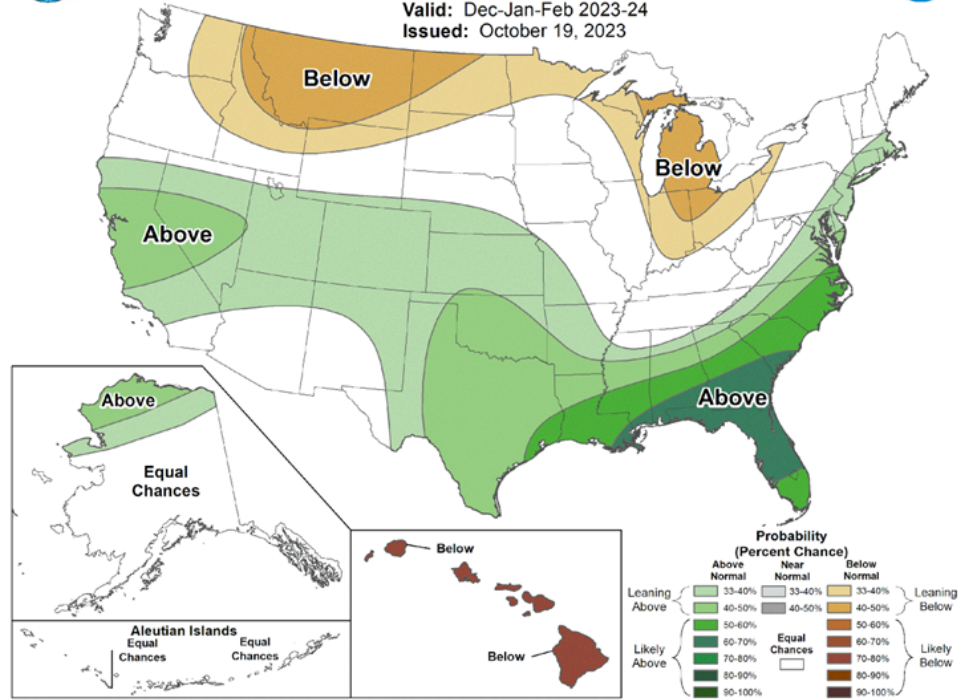 Valid: Dec-Jan-Feb 2023-24
Issued: October 19, 2023
Below
Below
Above
Above
Above
Equal
Chances
Below
Below
Aleutian Islands
Equal
Chances
Equal
Chances
Probability
(Percent Chance)
Above
Normal
Near
Normal
Below
Normal
Leaning
Above
33-40%
40-50%
33-40%
40-50%
33-40%
40-50%
Leaning
Below
Likely
Above
50-60%
60-70%
70-80%
80-90%
90-100%
Equal
Chances
50-60%
60-70%
70-80%
80-90%
90-100%
Likely
Below